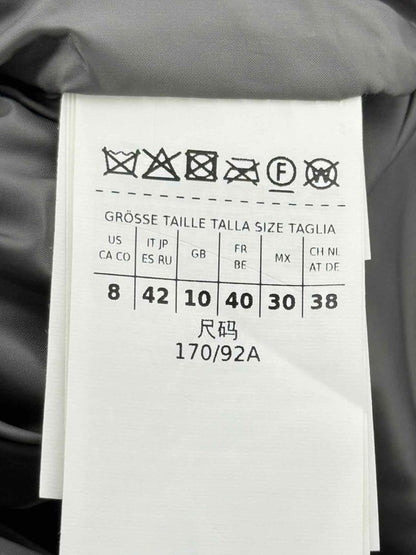 F W
GRÖSSE TAILLE TALLA SIZE TAGLIA
US IT JP GB FR MX CH NL
CA CO ES RU BE AT DE
8 42 10 40 30 38
尺码
170/92A